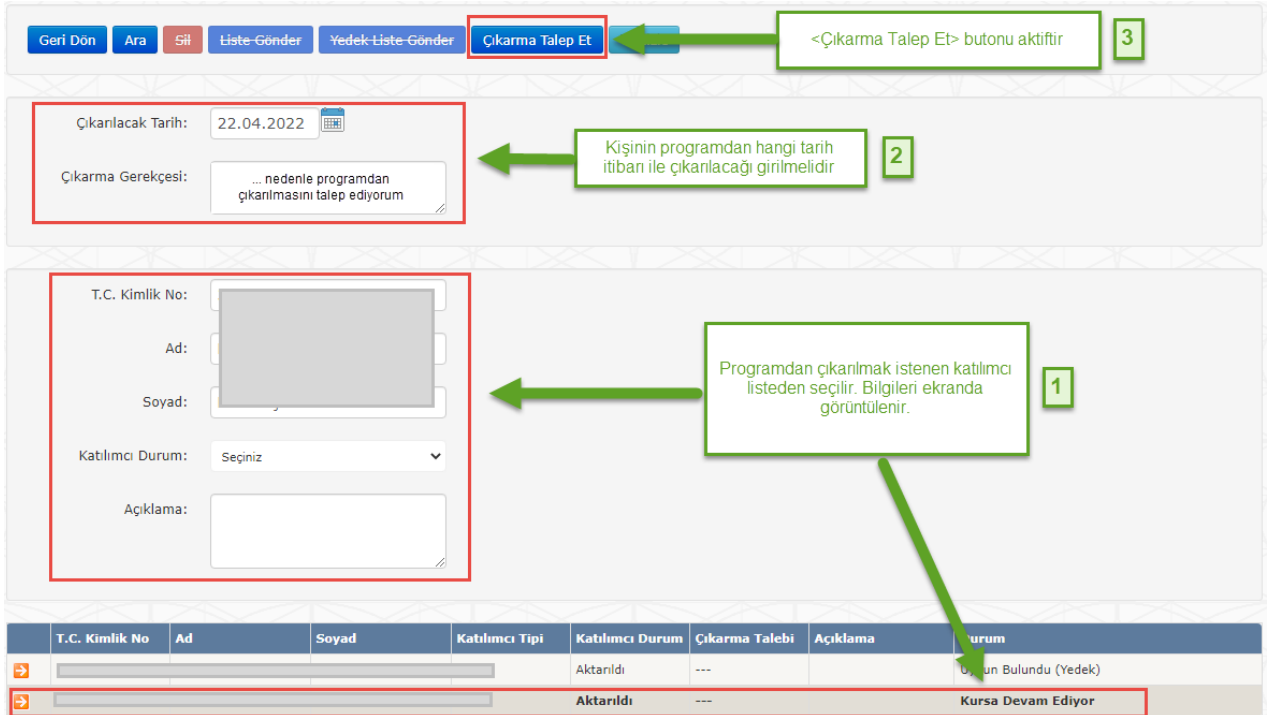 Geri Dön Ara Sil Liste Gönder Yedek Liste Gönder Çıkarma Talep Et
<Çıkarma Talep Et> butonu aktiftir
3
Çıkarılacak Tarih: 22.04.2022
Çıkarma Gerekçesi: ... nedenle programdan
çıkarılmasını talep ediyorum
Kişinin programdan hangi tarih
itibarı ile çıkarılacağı girilmelidir
2
T.C. Kimlik No:
Ad:
Soyad:
Katılımcı Durum: Seçiniz
Açıklama:
Programdan çıkarılmak istenen katılımcı
listeden seçilir. Bilgileri ekranda
görüntülenir.
1
T.C. Kimlik No Ad Soyad Katılımcı Tipi Katılımcı Durum Çıkarma Talebi Açıklama Durum
Aktarıldı --- Bulundu (Yedek)
Aktarıldı --- Kursa Devam Ediyor